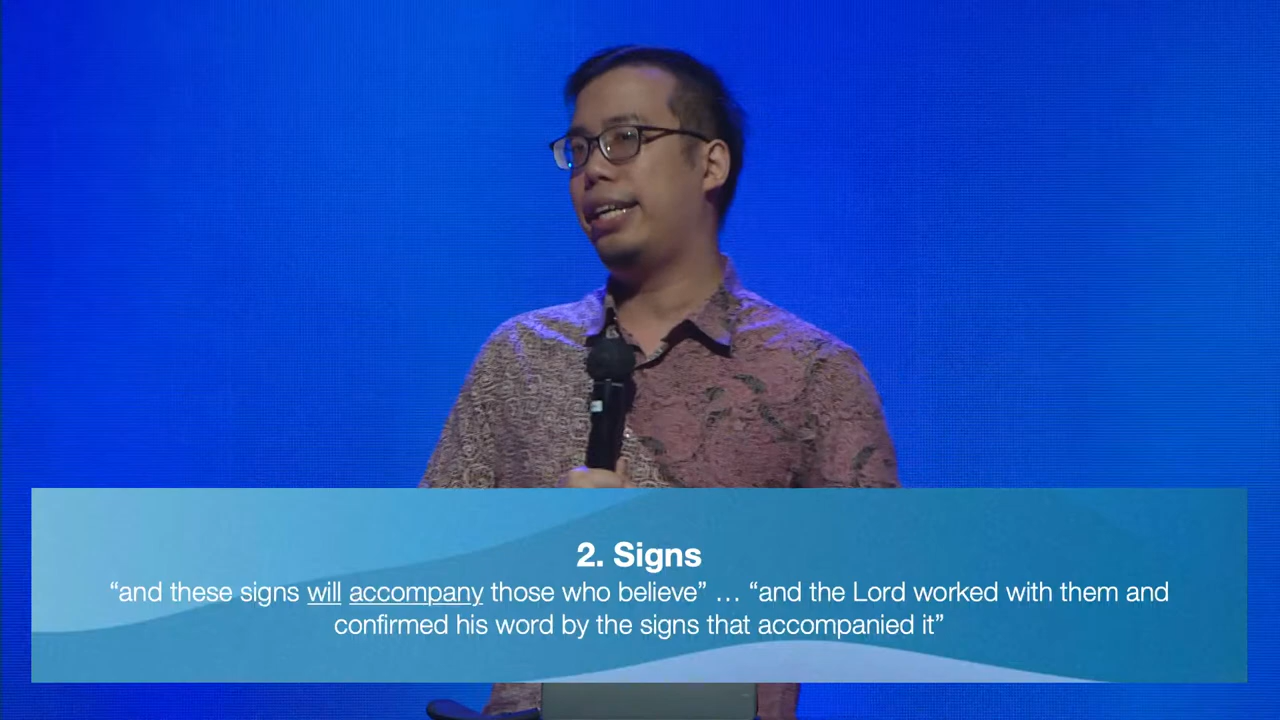 2. Signs
“and these signs will accompany those who believe” … “and the Lord worked with them and
confirmed his word by the signs that accompanied it”